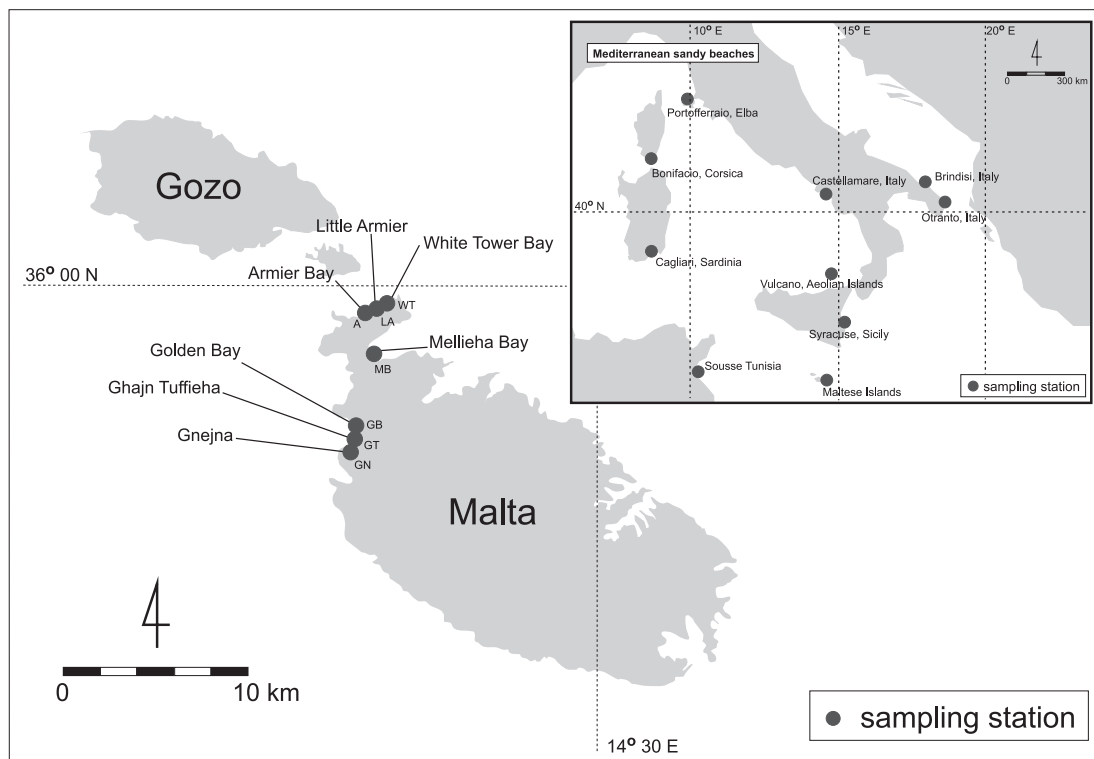 10° E
15° E
20° E
Mediterranean sandy beaches
0 300 km
Portofferraio, Elba
Bonifacio, Corsica
Castellamare, Italy
Brindisi, Italy
40° N
Otranto, Italy
Cagliari, Sardinia
Vulcano, Aeolian Islands
Syracuse, Sicily
Sousse Tunisia
Maltese Islands
sampling station
Gozo
Little Armier
White Tower Bay
36° 00 N
Armier Bay
WT
A
LA
Mellieha Bay
MB
Golden Bay
Ghajn Tuffieha
GB
Gnejna
GT
GN
Malta
0 10 km
sampling station
14° 30 E